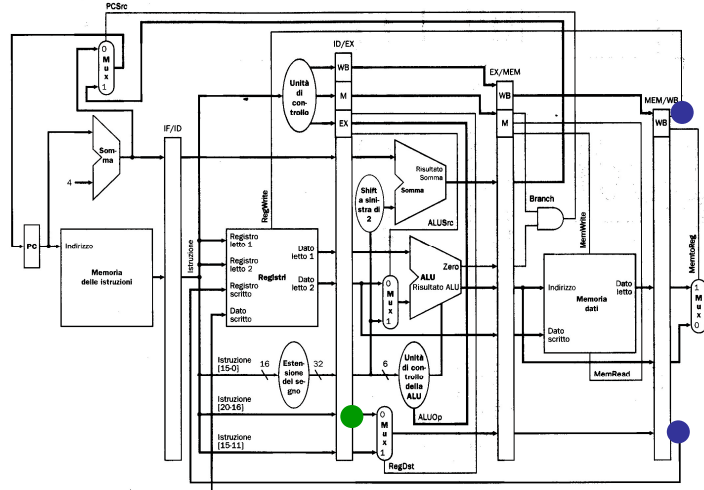 PCSrc
0
M
u
x
1
ID/EX
WB
M
EX
Unità
di con-
trollo
EX/MEM
WB
M
MEM/WB
WB
IF/ID
Som-
ma
4
PC
Indirizzo
Memoria
delle istruzioni
Istruzione
RegWrite
Registro
letto 1
Registro
letto 2
Registro
scritto
Dato
scritto
Registri
Dato
letto 1
Dato
letto 2
Shift
a sini-
stra di
2
Risultato
Somma
Somma
ALUSrc
0
M
u
x
1
Zero
ALU
Risultato ALU
Branch
MemWrite
Indirizzo
Dato
letto
Memoria
dati
Dato
scritto
MemRead
MemtoReg
1
M
u
x
0
Istruzione
[15-0]
16
Estensione
del se-
gno
32
6
Unità
di con-
trollo
della
ALU
ALUOp
Istruzione
[20-16]
Istruzione
[15-11]
0
M
u
x
1
RegDst